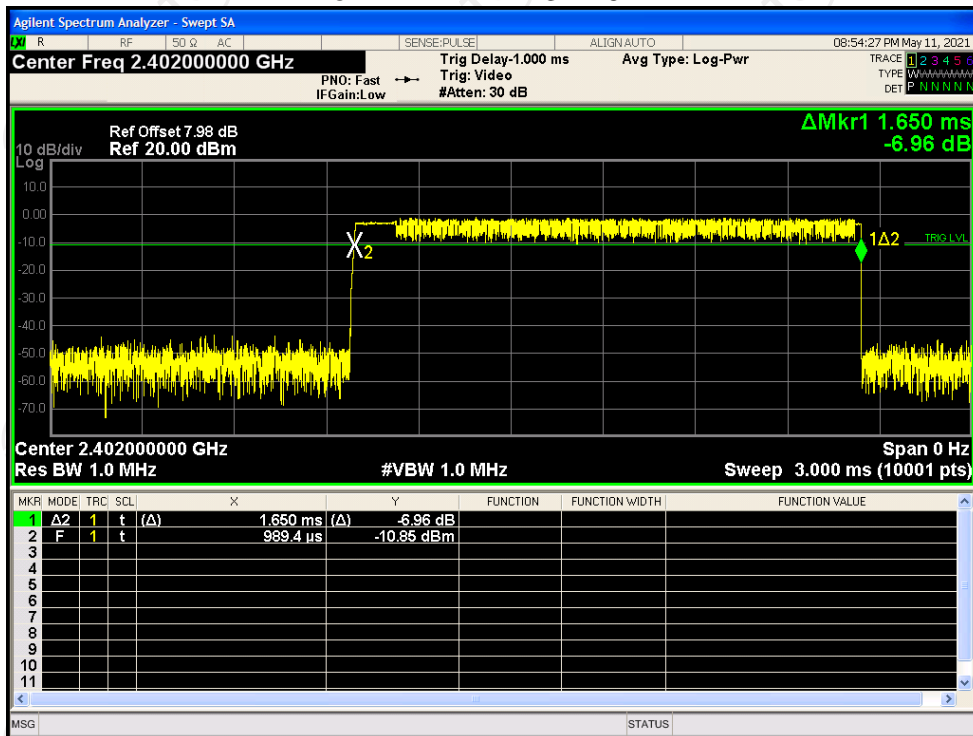 Agilent Spectrum Analyzer - Swept SA
LXI R RF 50 Ω AC SENSE:PULSE ALIGNAUTO 08:54:27 PM May 11, 2021
Center Freq 2.402000000 GHz
PNO: Fast
IFGain:Low
Trig Delay-1.000 ms
Trig: Video
#Atten: 30 dB
Avg Type: Log-Pwr
TRACE 1 2 3 4 5 6
TYPE WWWWWW
DET P N N N N N
ΔMkr1 1.650 ms
-6.96 dB
Ref Offset 7.98 dB
10 dB/div Ref 20.00 dBm
Log
10.0
0.00
-10.0
-20.0
-30.0
-40.0
-50.0
-60.0
-70.0
X2
1Δ2
TRIG LVL
Center 2.402000000 GHz Span 0 Hz
Res BW 1.0 MHz #VBW 1.0 MHz Sweep 3.000 ms (10001 pts)
MKR MODE TRC SCL X Y FUNCTION FUNCTION WIDTH FUNCTION VALUE
1 Δ2 1 t (Δ) 1.650 ms (Δ) -6.96 dB
2 F 1 t 989.4 µs -10.85 dBm
3
4
5
6
7
8
9
10
11
MSG STATUS